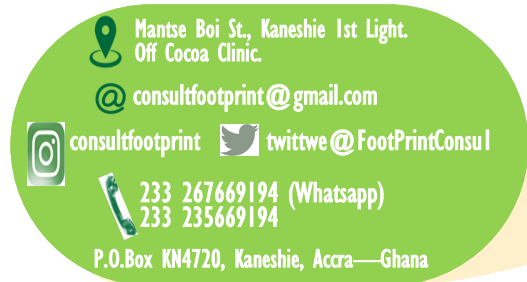 Mantse Boi St., Kaneshie 1st Light.
Off Cocoa Clinic.
@ consultfootprint@gmail.com
consultfootprint twittwe@FootPrintConsul
233 267669194 (Whatsapp)
233 235669194
P.O.Box KN4720, Kaneshie, Accra—Ghana